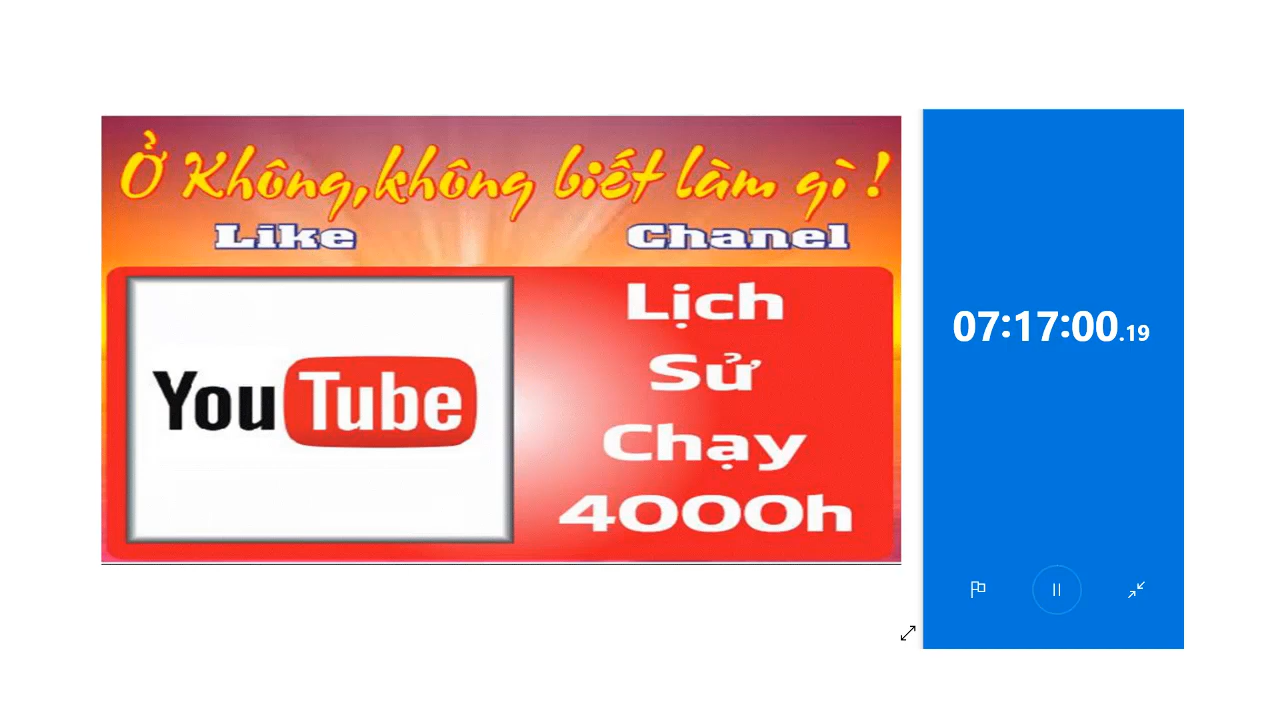 Ở Không,không biết làm gì !
Like Chanel
YouTube
Lịch
Sử
Chạy
4000h
07:17:00.19